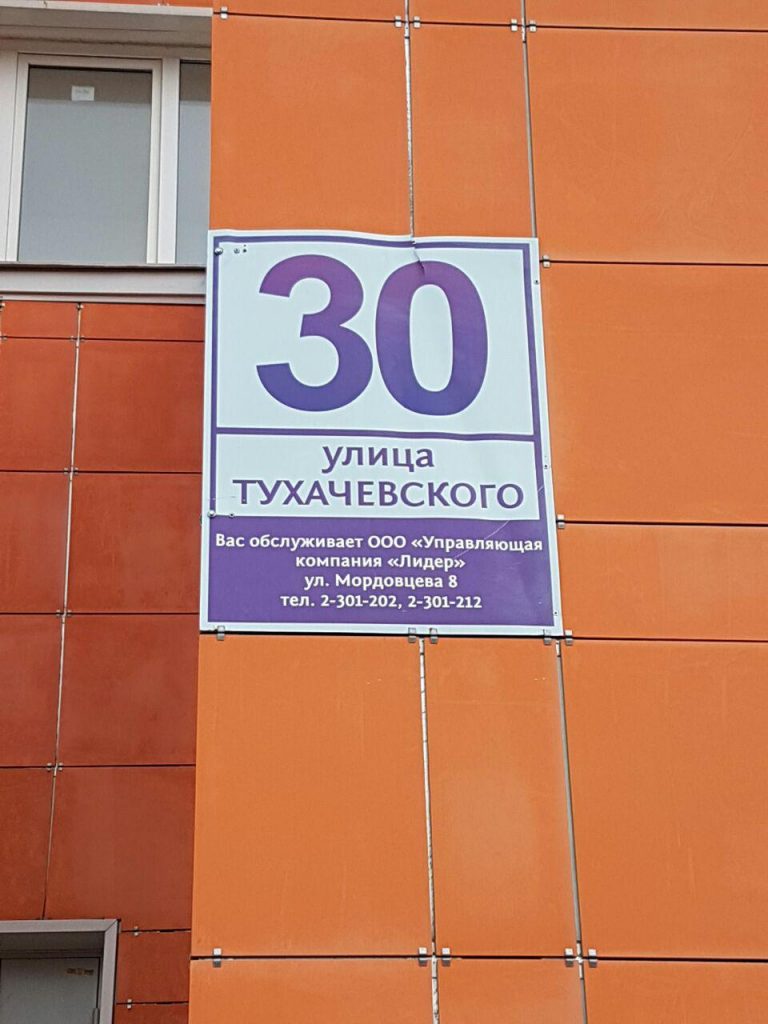 30
улица
ТУХАЧЕВСКОГО
Вас обслуживает ООО «Управляющая
компания «Лидер»
ул. Мордовцева 8
тел. 2-301-202, 2-301-212